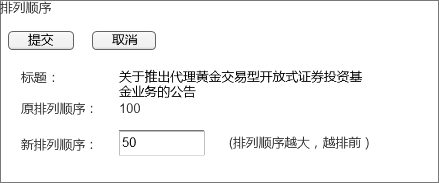 排列顺序
提交 取消
标题： 关于推出代理黄金交易型开放式证券投资基
金业务的公告
原排列顺序： 100
新排列顺序： 50 (排列顺序越大，越排前）